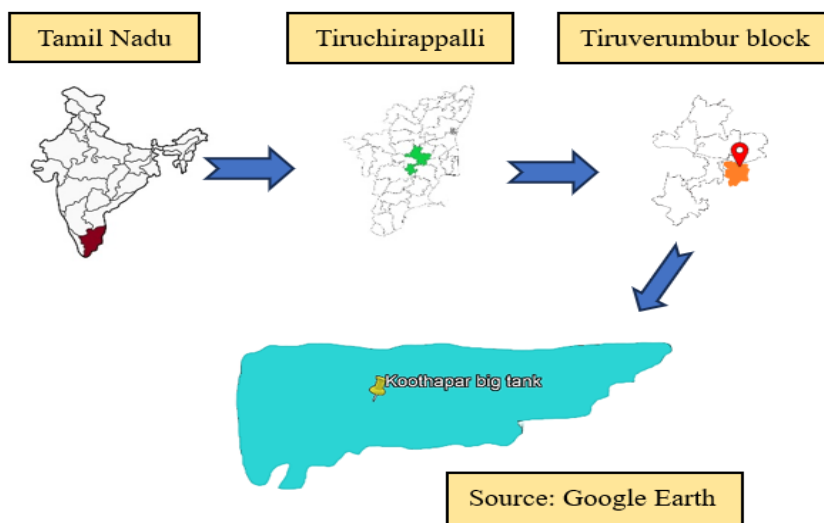 Tamil Nadu
Tiruchirappalli
Tiruverumbur block
Koothapar big tank
Source: Google Earth